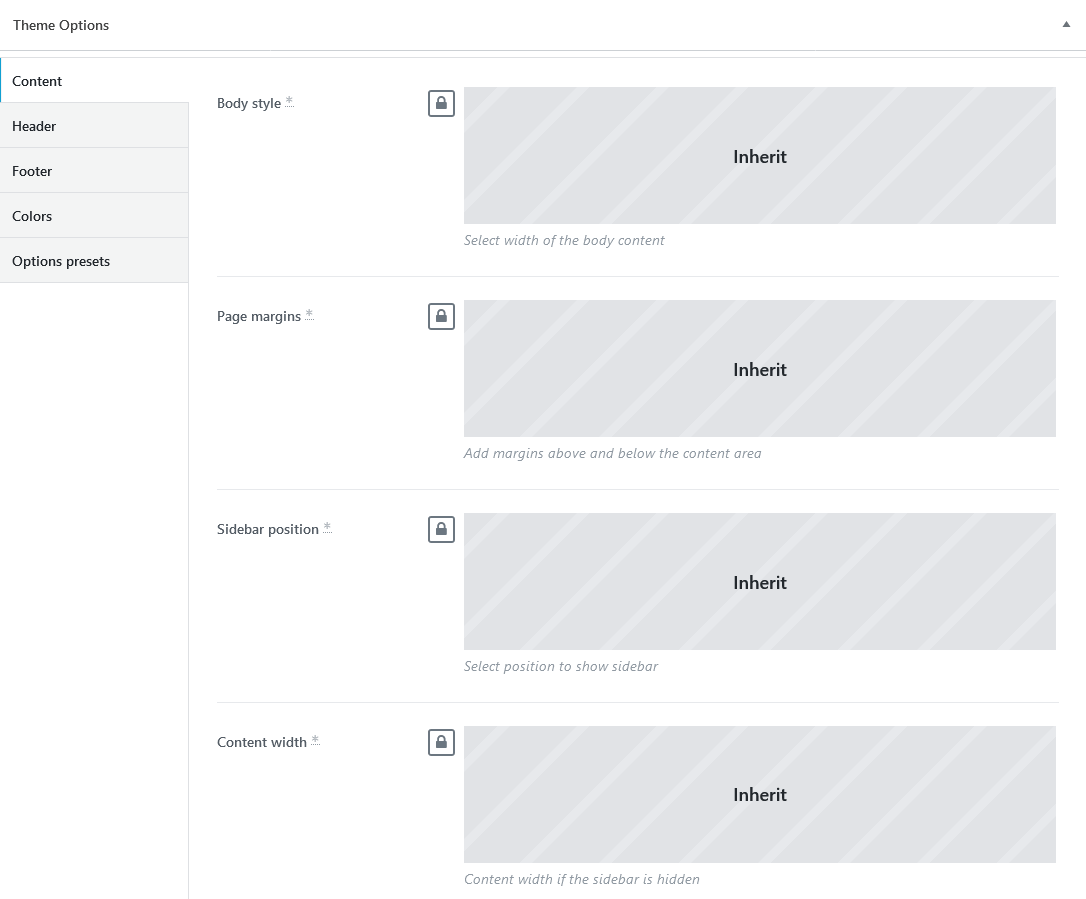 Theme Options
Content
Header
Footer
Colors
Options presets
Body style *
Inherit
Select width of the body content
Page margins *
Inherit
Add margins above and below the content area
Sidebar position *
Inherit
Select position to show sidebar
Content width *
Inherit
Content width if the sidebar is hidden